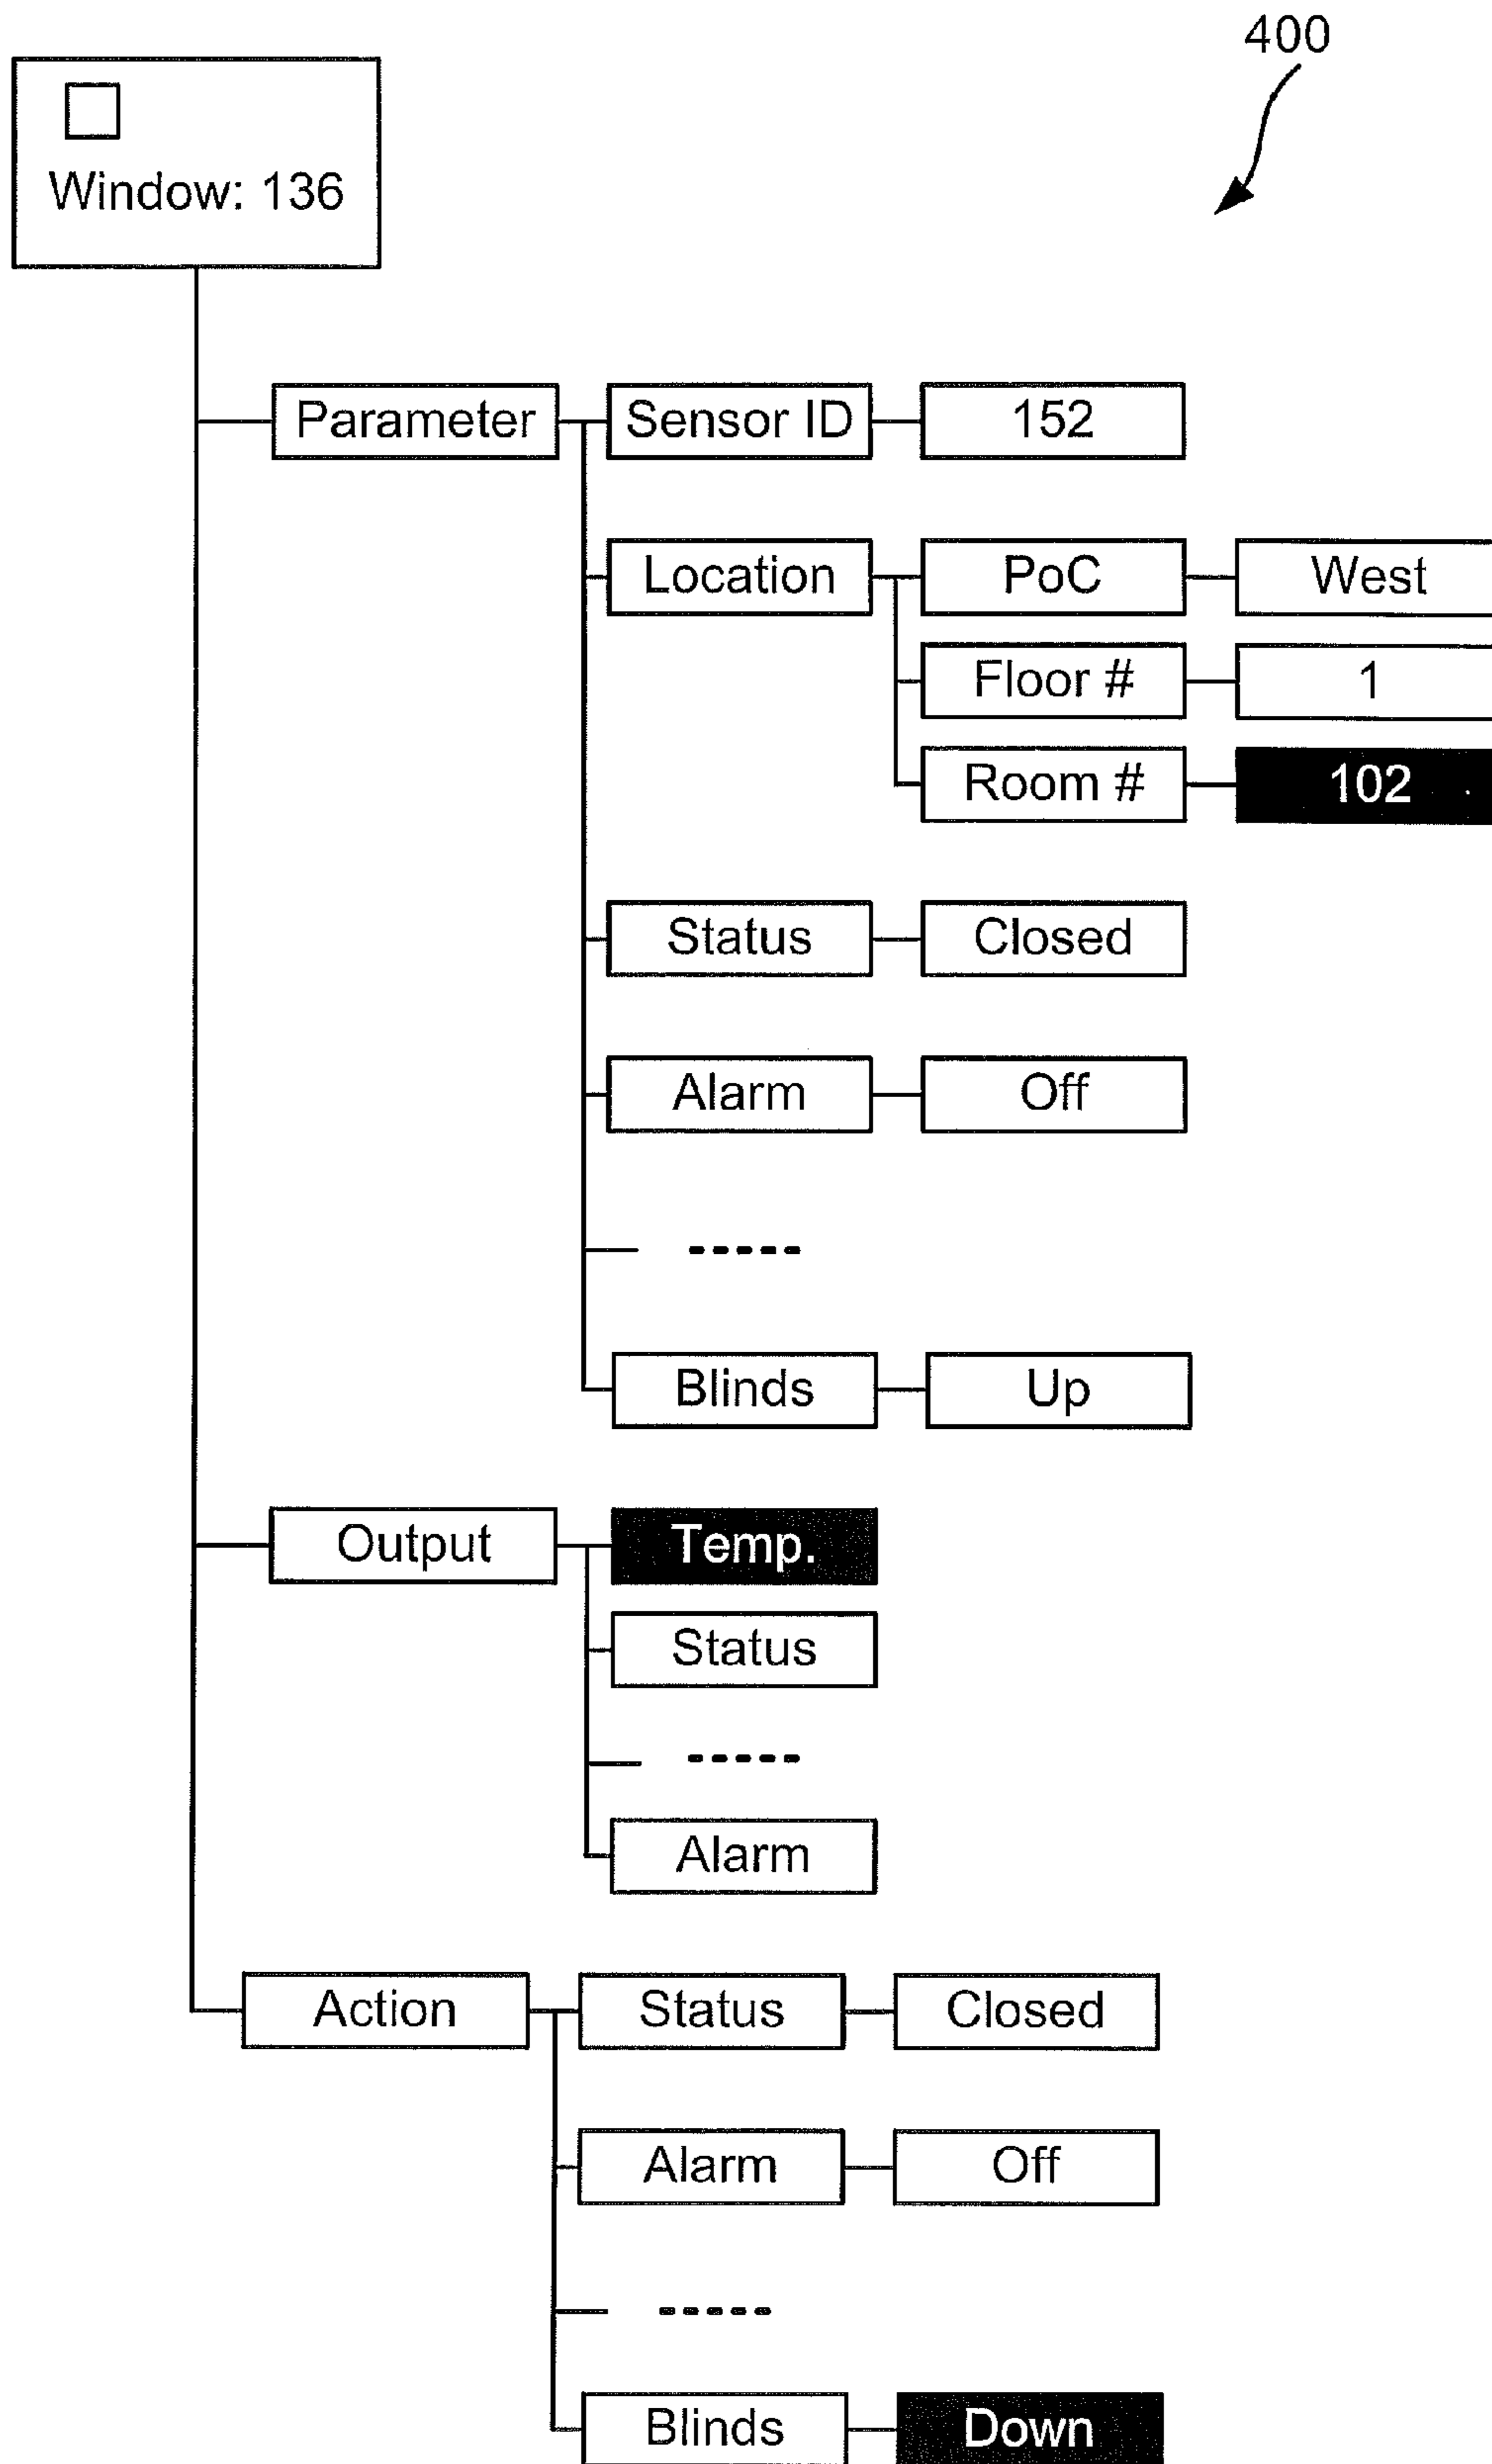 400
Window: 136
Parameter Sensor ID 152
Location PoC West
Floor # 1
Room # 102
Status Closed
Alarm Off
-----
Blinds Up
Output Temp.
Status
-----
Alarm
Action Status Closed
Alarm Off
-----
Blinds Down